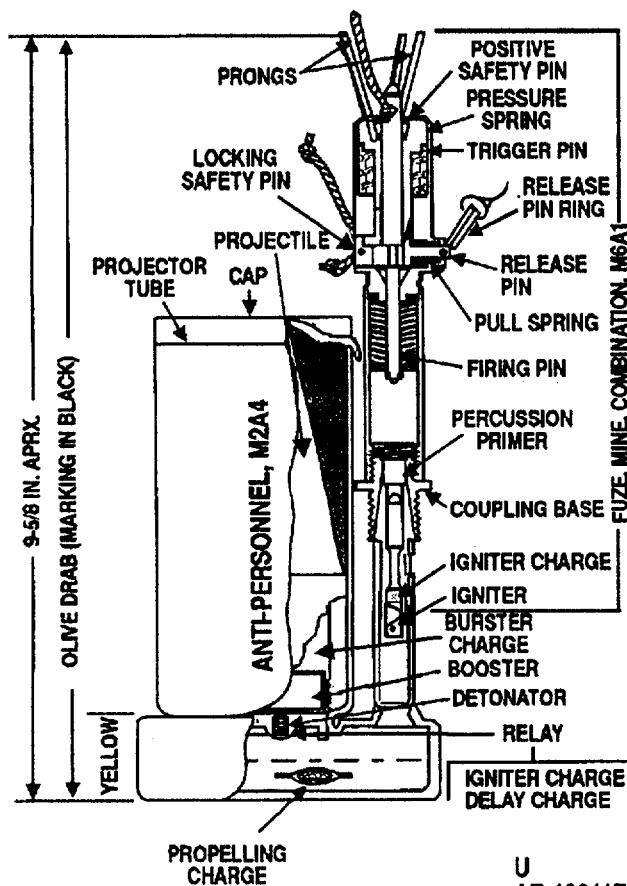 PRONGS
POSITIVE
SAFETY PIN
PRESSURE
SPRING
TRIGGER PIN
LOCKING
SAFETY PIN
RELEASE
PIN RING
PROJECTILE
PROJECTOR
TUBE
CAP
RELEASE
PIN
PULL SPRING
FIRING PIN
PERCUSSION
PRIMER
COUPLING BASE
IGNITER CHARGE
IGNITER
BURSTER
CHARGE
BOOSTER
DETONATOR
RELAY
IGNITER CHARGE
DELAY CHARGE
PROPELLING
CHARGE
9-5/8 IN. APRX.
OLIVE DRAB (MARKING IN BLACK)
YELLOW
ANTI-PERSONNEL, M2A4
FUZE, MINE, COMBINATION, M6A1
U